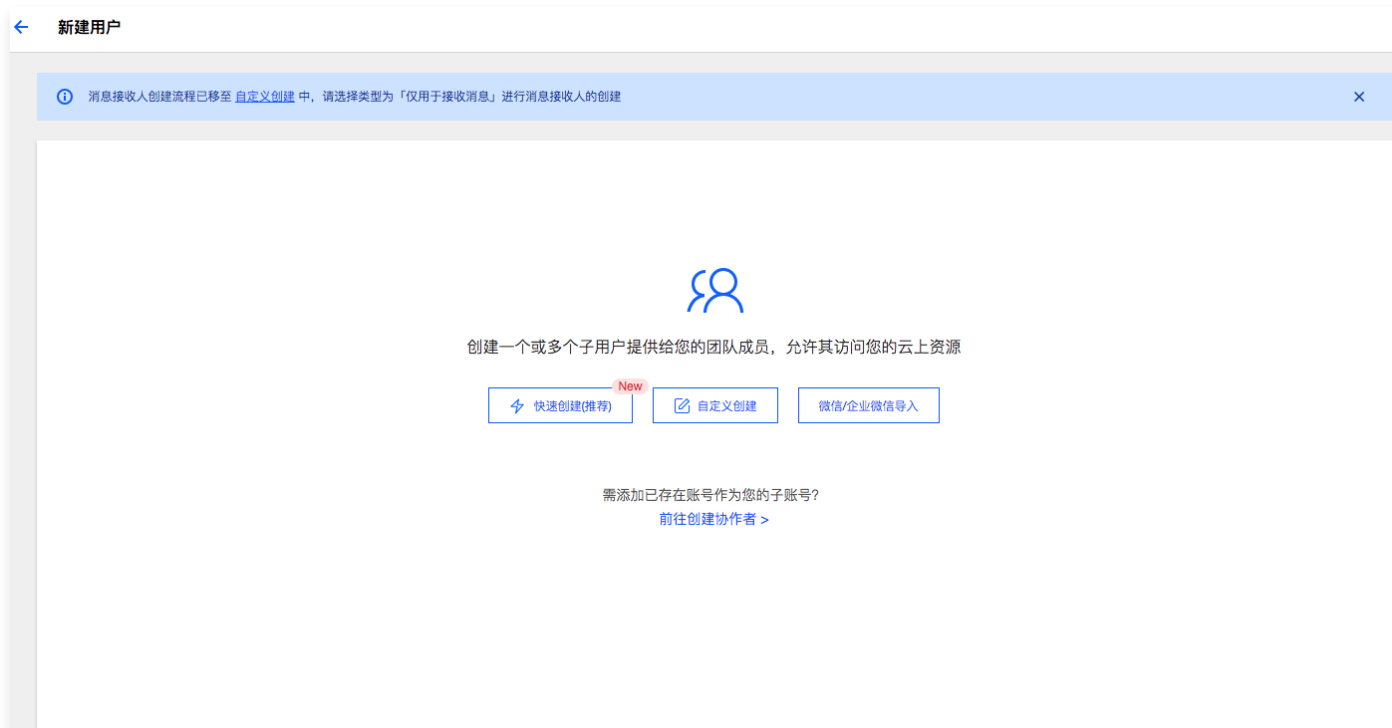 新建用户
消息接收人创建流程已移至 自定义创建 中，请选择类型为「仅用于接收消息」进行消息接收人的创建
创建一个或多个子用户提供给您的团队成员，允许其访问您的云上资源
New
快速创建(推荐) 自定义创建 微信/企业微信导入
需添加已存在账号作为您的子账号?
前往创建协作者 >